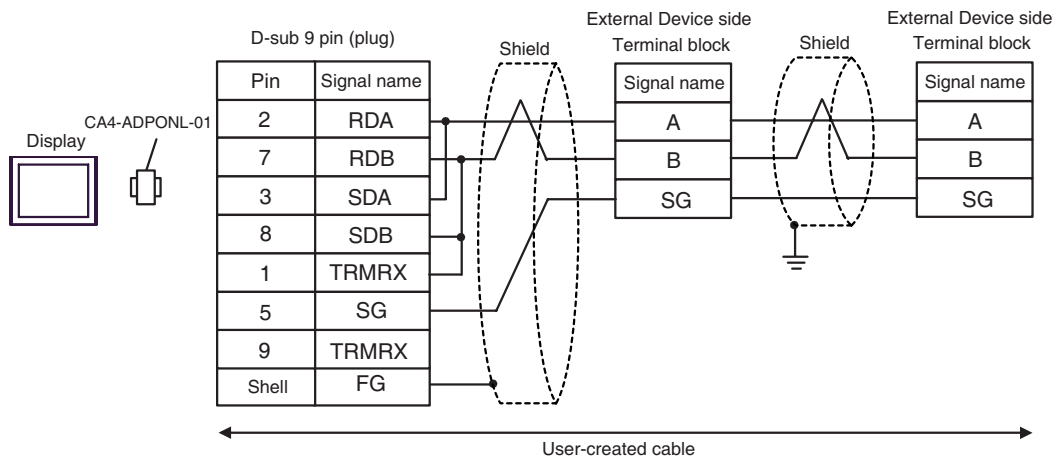 External Device side External Device side
D-sub 9 pin (plug) Shield Terminal block Shield Terminal block
Pin Signal name Signal name Signal name
CA4-ADPONL-01 2 RDA A A
Display 7 RDB B B
3 SDA SG SG
8 SDB
1 TRMRX
5 SG
9 TRMRX
Shell FG
User-created cable